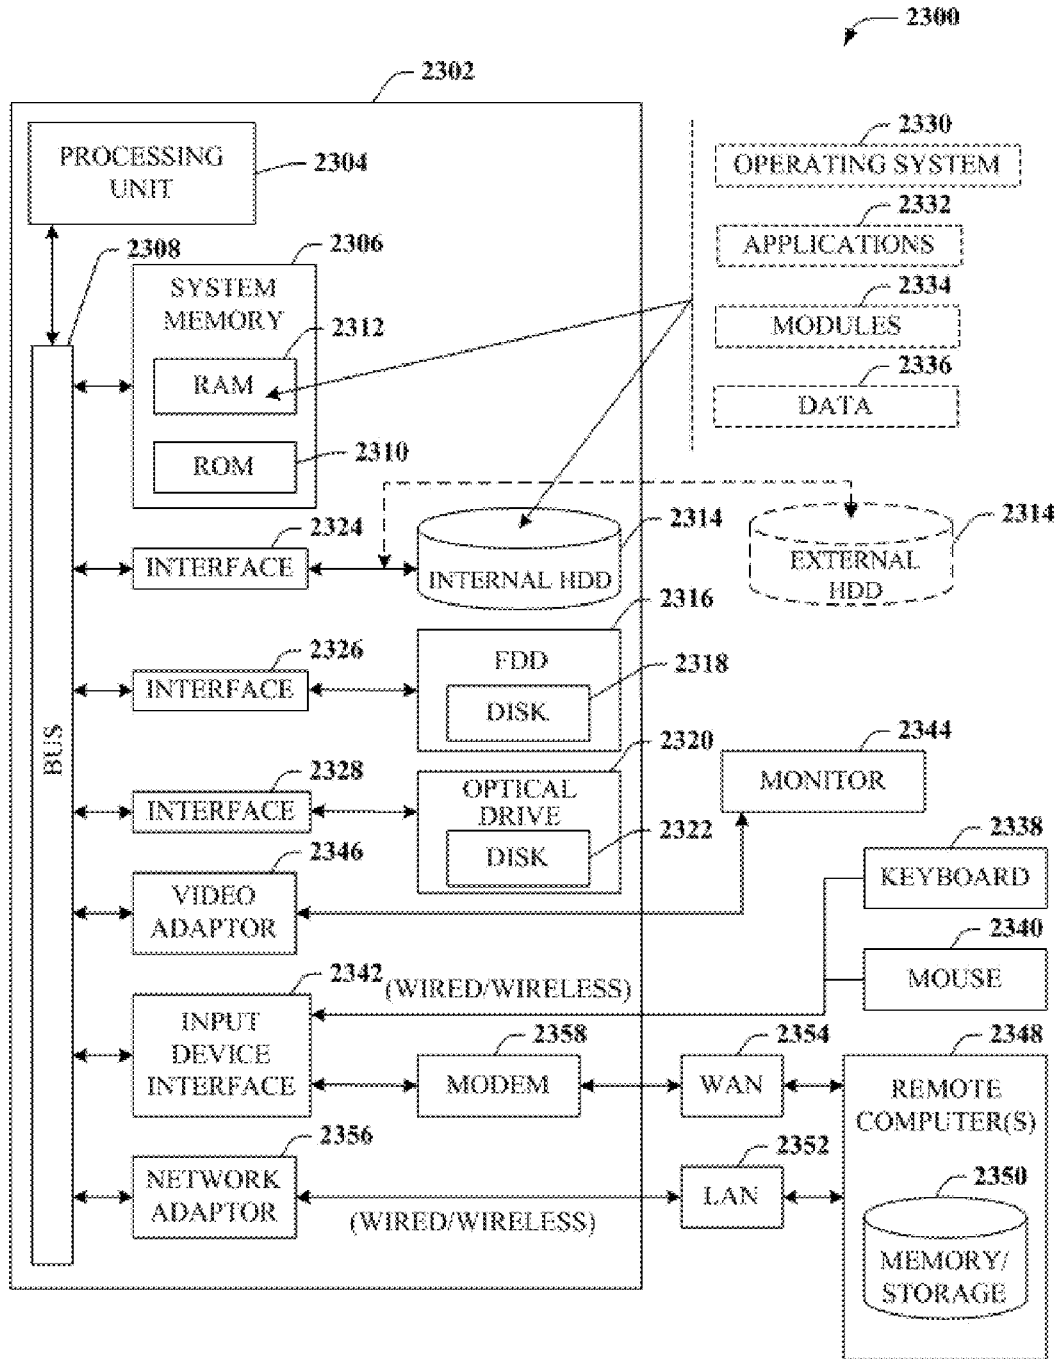 2300
2302
PROCESSING
UNIT
2304
2330
OPERATING SYSTEM
2332
APPLICATIONS
2334
MODULES
2336
DATA
2308
2306
SYSTEM
MEMORY
2312
RAM
2310
ROM
2324
INTERFACE
2314
INTERNAL HDD
2314
EXTERNAL
HDD
2326
INTERFACE
2316
FDD
2318
DISK
BUS
2328
INTERFACE
2320
OPTICAL
DRIVE
2322
DISK
2344
MONITOR
2346
VIDEO
ADAPTOR
2338
KEYBOARD
2340
MOUSE
2342
(WIRED/WIRELESS)
INPUT
DEVICE
INTERFACE
2358
MODEM
2354
WAN
2348
REMOTE
COMPUTER(S)
2356
NETWORK
ADAPTOR
(WIRED/WIRELESS)
2352
LAN
2350
MEMORY/
STORAGE